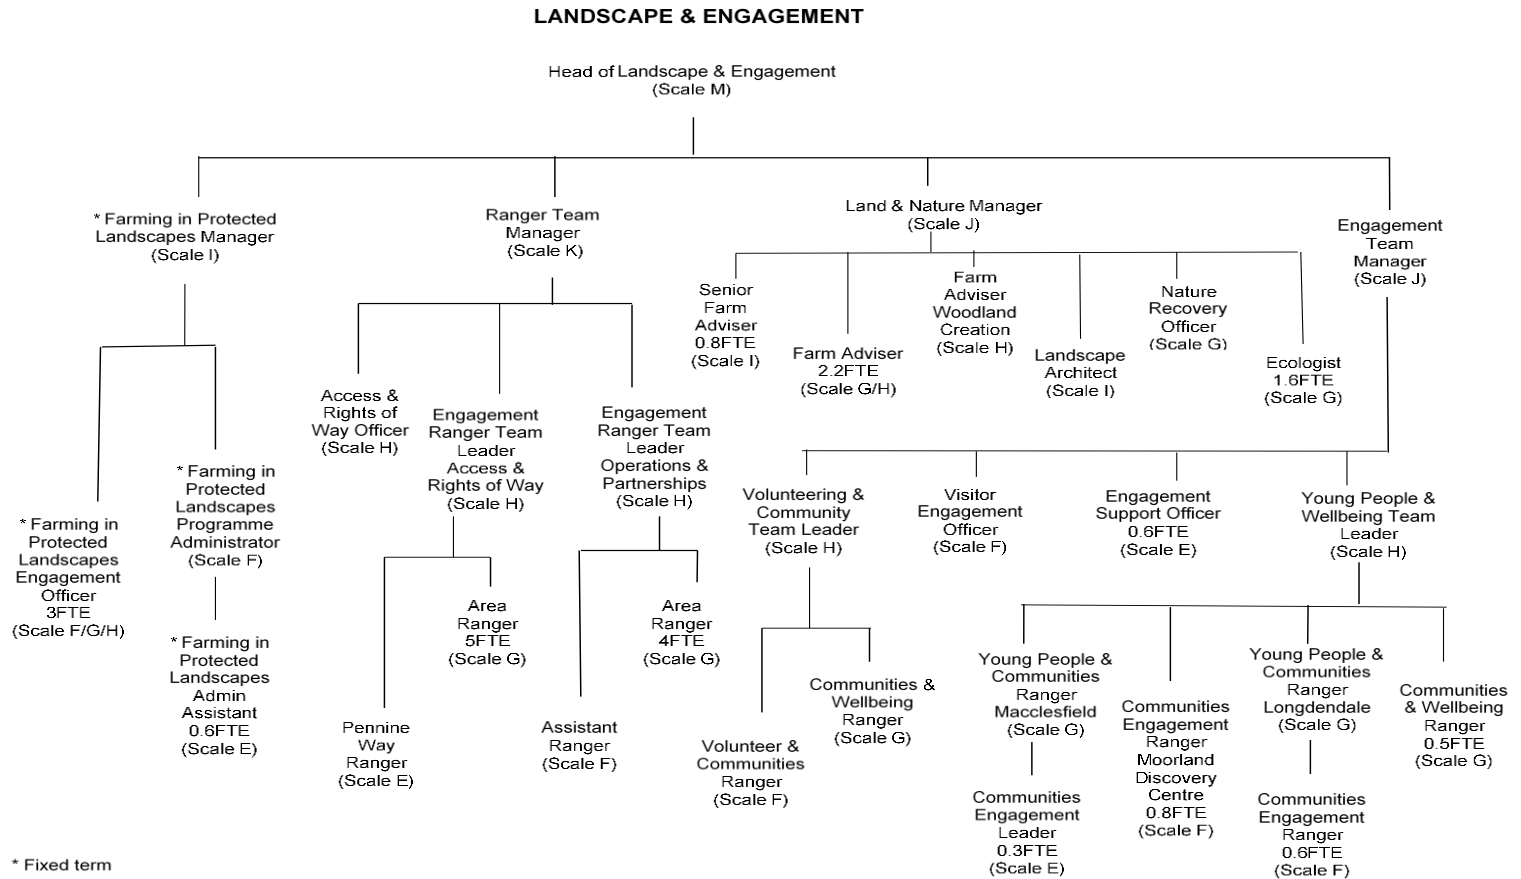 LANDSCAPE & ENGAGEMENT
Head of Landscape & Engagement
(Scale M)
* Farming in Protected
Landscapes Manager
(Scale I)
Ranger Team
Manager
(Scale K)
Land & Nature Manager
(Scale J)
Engagement
Team
Manager
(Scale J)
Senior
Farm
Adviser
0.8FTE
(Scale I)
Farm Adviser
2.2FTE
(Scale G/H)
Farm
Adviser
Woodland
Creation
(Scale H)
Landscape
Architect
(Scale I)
Nature
Recovery
Officer
(Scale G)
Ecologist
1.6FTE
(Scale G)
Access &
Rights of
Way Officer
(Scale H)
Engagement
Ranger Team
Leader
Access &
Rights of Way
(Scale H)
Engagement
Ranger Team
Leader
Operations &
Partnerships
(Scale H)
* Farming in
Protected
Landscapes
Engagement
Officer
3FTE
(Scale F/G/H)
* Farming in
Protected
Landscapes
Programme
Administrator
(Scale F)
* Farming in
Protected
Landscapes
Admin
Assistant
0.6FTE
(Scale E)
Pennine
Way
Ranger
(Scale E)
Area
Ranger
5FTE
(Scale G)
Assistant
Ranger
(Scale F)
Area
Ranger
4FTE
(Scale G)
Volunteering &
Community
Team Leader
(Scale H)
Visitor
Engagement
Officer
(Scale F)
Engagement
Support Officer
0.6FTE
(Scale E)
Young People &
Wellbeing Team
Leader
(Scale H)
Volunteer &
Communities
Ranger
(Scale F)
Communities &
Wellbeing
Ranger
(Scale G)
Young People &
Communities
Ranger
Macclesfield
(Scale G)
Communities
Engagement
Leader
0.3FTE
(Scale E)
Communities
Engagement
Ranger
Moorland
Discovery
Centre
0.8FTE
(Scale F)
Young People &
Communities
Ranger
Longdendale
(Scale G)
Communities
Engagement
Ranger
0.6FTE
(Scale F)
Communities
& Wellbeing
Ranger
0.5FTE
(Scale G)
* Fixed term